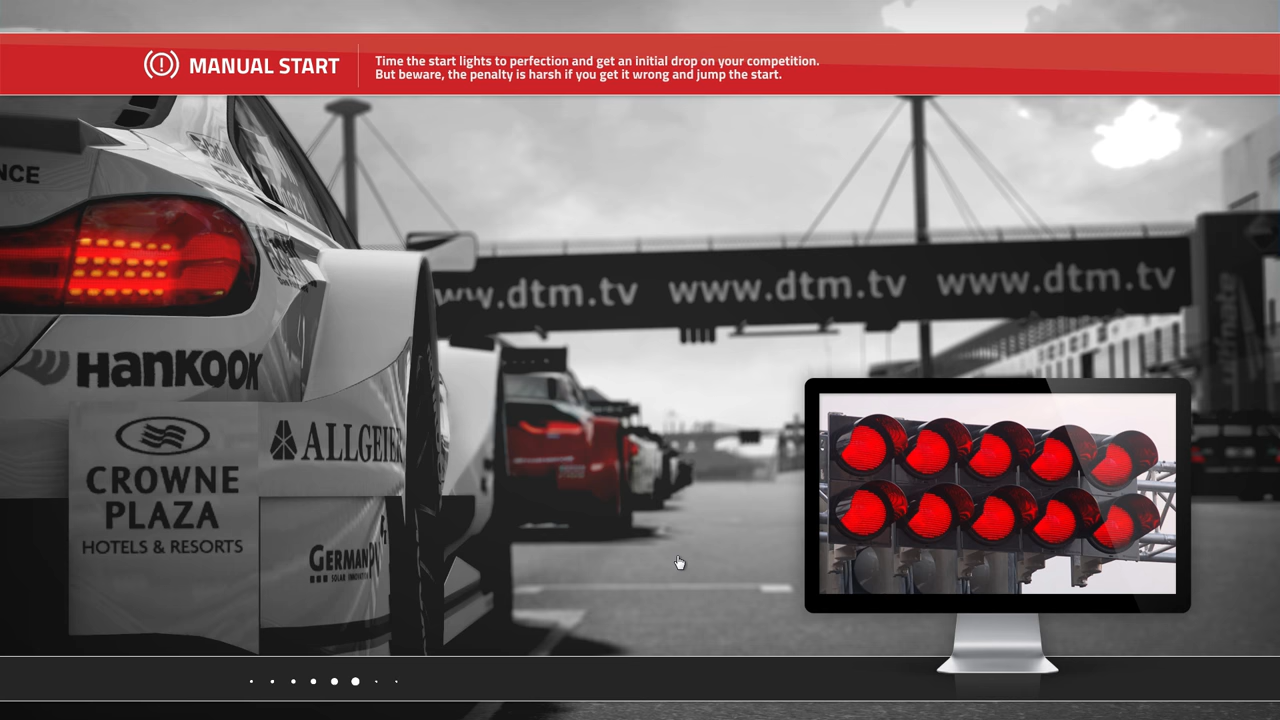 MANUAL START
Time the start lights to perfection and get an initial drop on your competition.
But beware, the penalty is harsh if you get it wrong and jump the start.
NCE
www.dtm.tv www.dtm.tv www.dtm.tv
HANKOOK
ALLGEIER
CROWNE
PLAZA
HOTELS & RESORTS
GERMAN
SOLAR